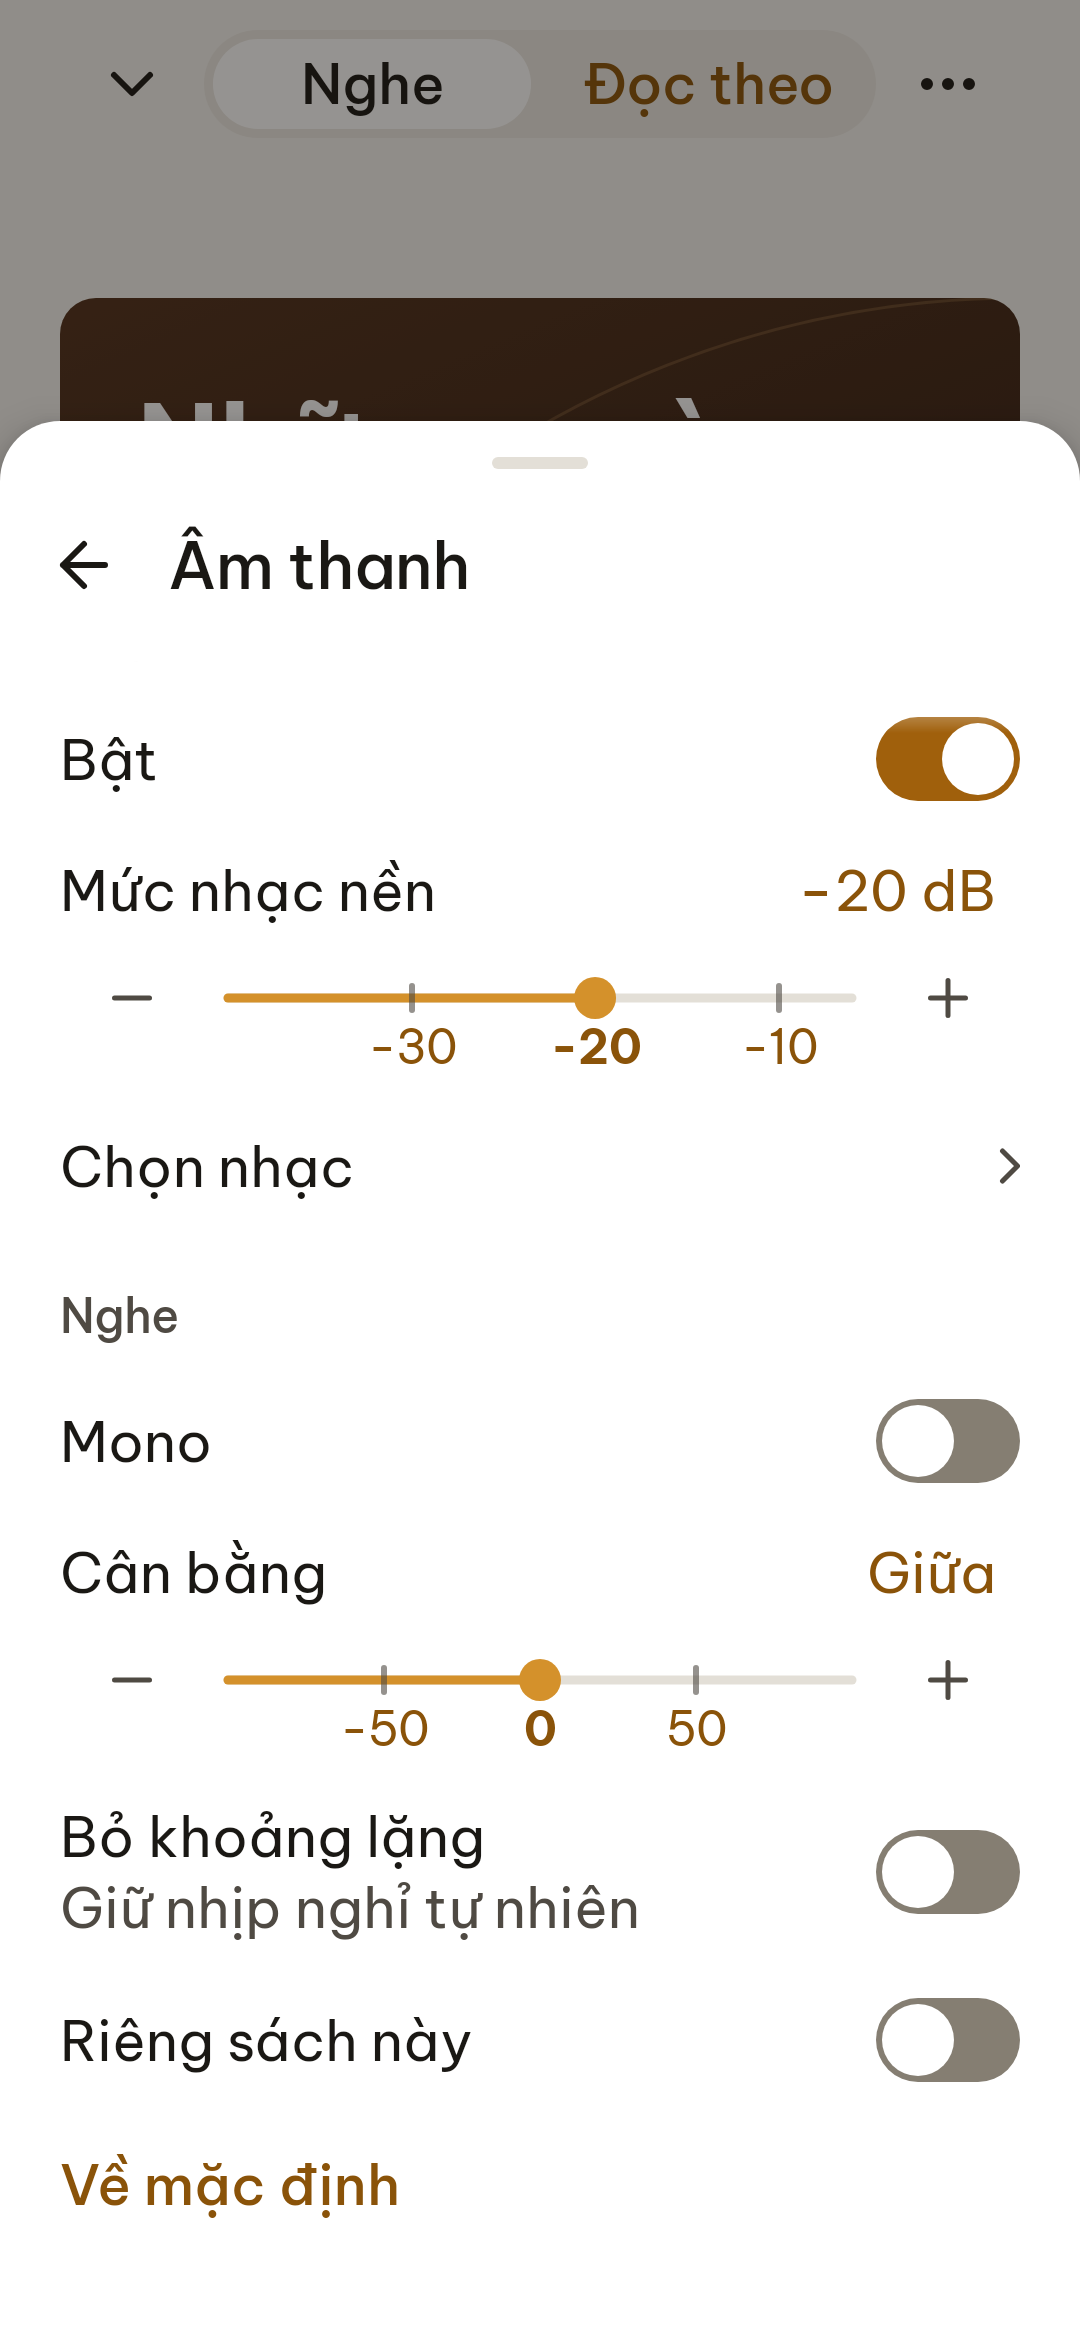 Nghe
Đọc theo
Âm thanh
Bật
Mức nhạc nền
-20 dB
-30
-20
-10
Chọn nhạc
Nghe
Mono
Cân bằng
Giữa
-50
0
50
Bỏ khoảng lặng
Giữ nhịp nghỉ tự nhiên
Riêng sách này
Về mặc định